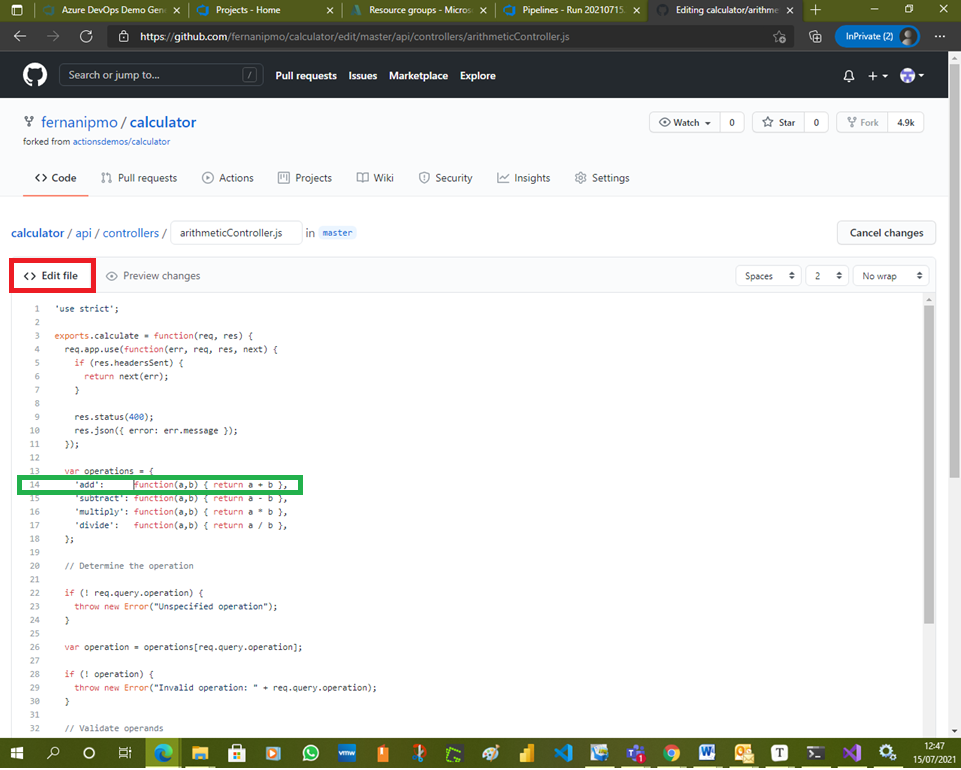 Azure DevOps Demo Gen
Projects - Home
Resource groups - Micros
Pipelines - Run 20210715.
Editing calculator/arithme
https://github.com/fernanipmo/calculator/edit/master/api/controllers/arithmeticController.js
InPrivate (2)
Search or jump to...
/
Pull requests
Issues
Marketplace
Explore
fernanipmo / calculator
Watch
0
Star
0
Fork
4.9k
forked from actionsdemos/calculator
Code
Pull requests
Actions
Projects
Wiki
Security
Insights
Settings
calculator / api / controllers / arithmeticController.js in master
Cancel changes
Edit file
Preview changes
Spaces
2
No wrap
1 'use strict';
2
3 exports.calculate = function(req, res) {
4 req.app.use(function(err, req, res, next) {
5 if (res.headersSent) {
6 return next(err);
7 }
8
9 res.status(400);
10 res.json({ error: err.message });
11 });
12
13 var operations = {
14 'add': function(a,b) { return a + b },
15 'subtract': function(a,b) { return a - b },
16 'multiply': function(a,b) { return a * b },
17 'divide': function(a,b) { return a / b },
18 };
19
20 // Determine the operation
21
22 if (! req.query.operation) {
23 throw new Error("Unspecified operation");
24 }
25
26 var operation = operations[req.query.operation];
27
28 if (! operation) {
29 throw new Error("Invalid operation: " + req.query.operation);
30 }
31
32 // Validate operands
vmw
12:47
15/07/2021